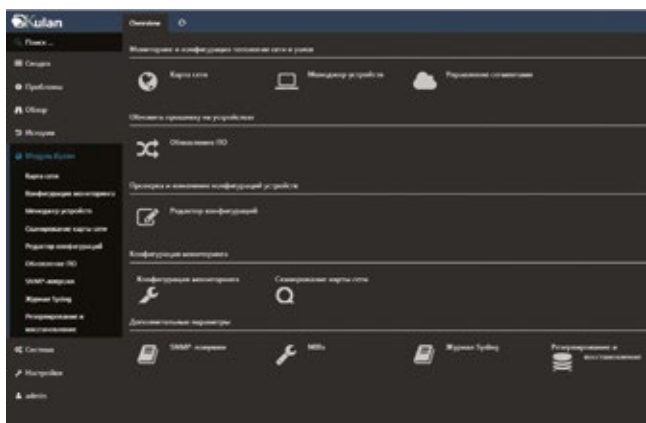 Kulan
Overview
Поиск ...
Мониторинг и конфигурация топологии сети и узлов
Сводка
Карта сети
Менеджер устройств
Управление сегментами
Проблемы
Обзор
Обновить прошивку на устройствах
История
Обновление ПО
Модуль Кулан
Карта сети
Проверка и изменение конфигураций устройств
Конфигурация мониторинга
Менеджер устройств
Редактор конфигураций
Сканирование карты сети
Редактор конфигураций
Конфигурация мониторинга
Обновление ПО
SNMP-ловушки
Конфигурация мониторинга
Сканирование карты сети
Журнал Syslog
Резервирование и
восстановление
Дополнительные параметры
Система
SNMP-ловушки
MIBs
Журнал Syslog
Резервирование и
восстановление
Настройки
admin